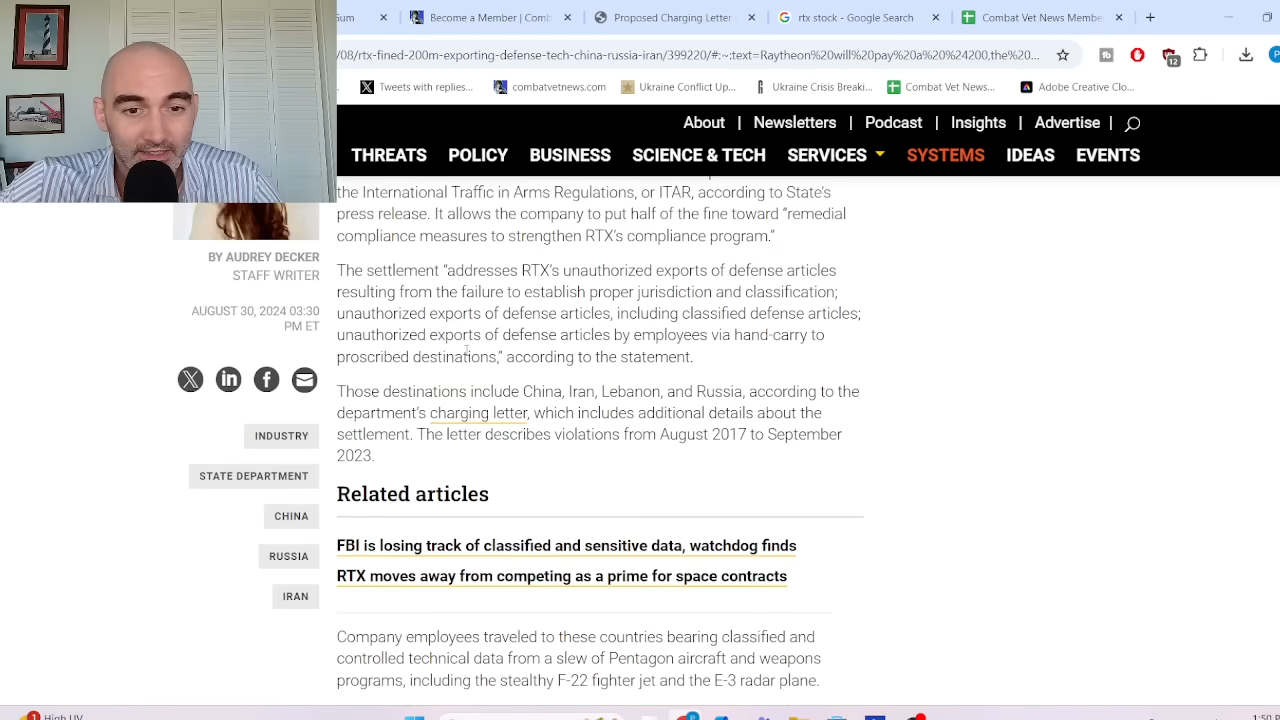 Become a Member | Comb
Proposed Charging Letter
rtx stock - Google Search
Combat Vet News Member
/08/rtx-fined-200m-exporting-defense-tech-china-russia-iran/399220/#:~:text=Raytheon%20will%20pay%20a%20%24200,the%20...
12
Tweets with replies...
combatvetnews.com
Ukraine Conflict Up...
Ukraine Crisis Breaki...
Combat Vet News...
Adobe Creative Clo...
About | Newsletters | Podcast | Insights | Advertise |
THREATS POLICY BUSINESS SCIENCE & TECH SERVICES SYSTEMS IDEAS EVENTS
the International Traffic in Arms Regulations, or ITAR, according to State's
press release. It allows the company to put half of the fine toward “remedial
compliance measures to strengthen RTX’s compliance program.”
BY AUDREY DECKER
STAFF WRITER
AUGUST 30, 2024 03:30
PM ET
The settlement “addresses RTX’s unauthorized exports of defense articles
resulting from the failure to establish proper jurisdiction and classification;
unauthorized exports of defense articles, including classified defense articles;
unauthorized exports of defense articles by employees via hand-carry to
proscribed destinations,” according to the statement.
Those destinations include China, Iran, Lebanon, and Russia, according to the
department’s charging letter, which includes additional details about the
settlement. The letter describes violations from August 2017 to September
2023.
INDUSTRY
STATE DEPARTMENT
CHINA
RUSSIA
IRAN
Related articles
FBI is losing track of classified and sensitive data, watchdog finds
RTX moves away from competing as a prime for space contracts
Company employees traveled to these countries bearing classified and
controlled technical data from a slew of Pentagon aircraft and weapons
programs, including the stealthy F-22 fighter jet and the E-3 radar plane.
1
High UV